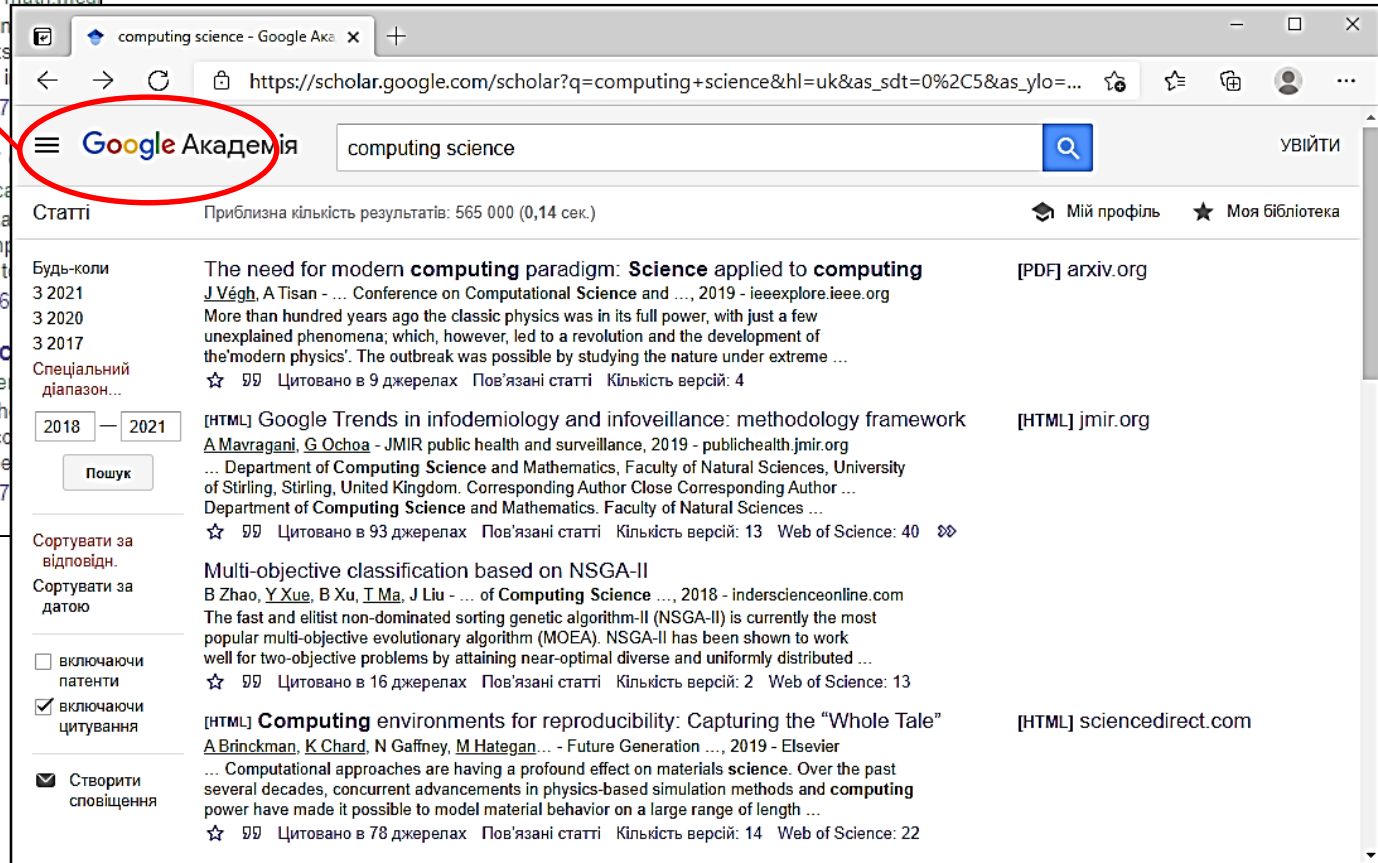 computing science - Google Ака
https://scholar.google.com/scholar?q=computing+science&hl=uk&as_sdt=0%2C5&as_ylo=...
Google Академія
computing science
УВІЙТИ
Статті
Приблизна кількість результатів: 565 000 (0,14 сек.)
Мій профіль
Моя бібліотека
Будь-коли
З 2021
З 2020
З 2017
Спеціальний
діапазон...
2018 — 2021
Пошук
Сортувати за
відповідн.
Сортувати за
датою
включаючи
патенти
включаючи
цитування
Створити
сповіщення
The need for modern computing paradigm: Science applied to computing
[PDF] arxiv.org
J Végh, A Tisan - ... Conference on Computational Science and ..., 2019 - ieeexplore.ieee.org
More than hundred years ago the classic physics was in its full power, with just a few
unexplained phenomena; which, however, led to a revolution and the development of
the'modern physics'. The outbreak was possible by studying the nature under extreme ...
Цитовано в 9 джерелах Пов'язані статті Кількість версій: 4
[HTML] Google Trends in infodemiology and infoveillance: methodology framework
[HTML] jmir.org
A Mavragani, G Ochoa - JMIR public health and surveillance, 2019 - publichealth.jmir.org
... Department of Computing Science and Mathematics, Faculty of Natural Sciences, University
of Stirling, Stirling, United Kingdom. Corresponding Author Close Corresponding Author ...
Department of Computing Science and Mathematics. Faculty of Natural Sciences ...
Цитовано в 93 джерелах Пов'язані статті Кількість версій: 13 Web of Science: 40
Multi-objective classification based on NSGA-II
B Zhao, Y Xue, B Xu, T Ma, J Liu - ... of Computing Science ..., 2018 - inderscienceonline.com
The fast and elitist non-dominated sorting genetic algorithm-II (NSGA-II) is currently the most
popular multi-objective evolutionary algorithm (MOEA). NSGA-II has been shown to work
well for two-objective problems by attaining near-optimal diverse and uniformly distributed ...
Цитовано в 16 джерелах Пов'язані статті Кількість версій: 2 Web of Science: 13
[HTML] Computing environments for reproducibility: Capturing the “Whole Tale”
[HTML] sciencedirect.com
A Brinckman, K Chard, N Gaffney, M Hategan... - Future Generation ..., 2019 - Elsevier
... Computational approaches are having a profound effect on materials science. Over the past
several decades, concurrent advancements in physics-based simulation methods and computing
power have made it possible to model material behavior on a large range of length ...
Цитовано в 78 джерелах Пов'язані статті Кількість версій: 14 Web of Science: 22